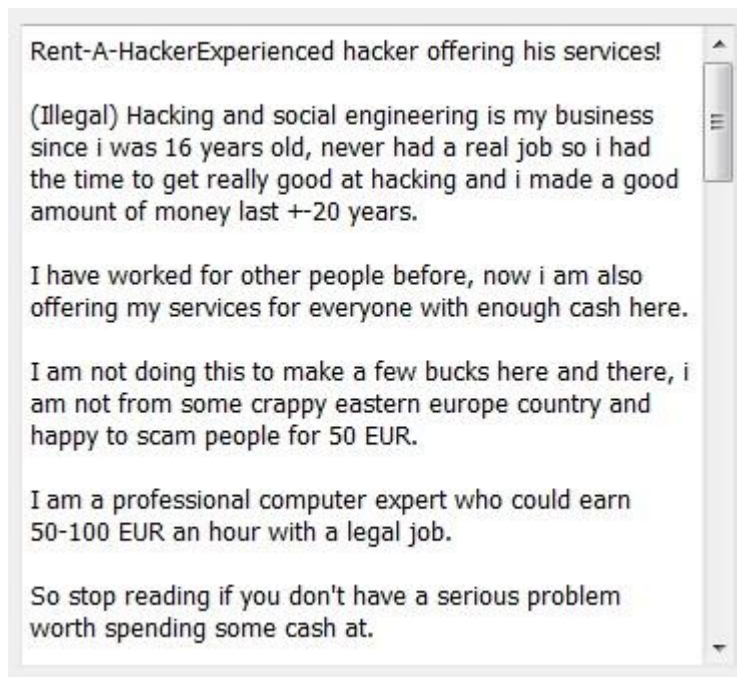 Rent-A-HackerExperienced hacker offering his services!
(Illegal) Hacking and social engineering is my business
since i was 16 years old, never had a real job so i had
the time to get really good at hacking and i made a good
amount of money last +-20 years.
I have worked for other people before, now i am also
offering my services for everyone with enough cash here.
I am not doing this to make a few bucks here and there, i
am not from some crappy eastern europe country and
happy to scam people for 50 EUR.
I am a professional computer expert who could earn
50-100 EUR an hour with a legal job.
So stop reading if you don't have a serious problem
worth spending some cash at.